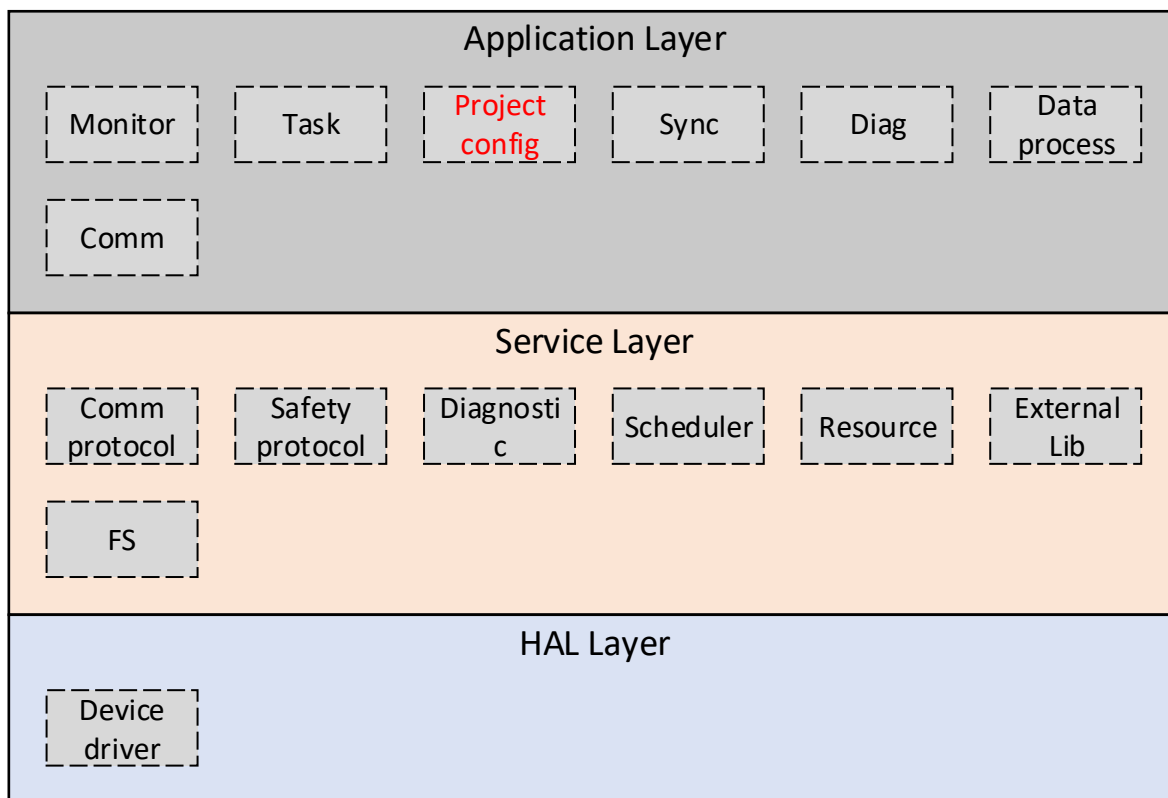 Application Layer
Monitor
Task
Project
config
Sync
Diag
Data
process
Comm
Service Layer
Comm
protocol
Safety
protocol
Diagnosti
c
Scheduler
Resource
External
Lib
FS
HAL Layer
Device
driver